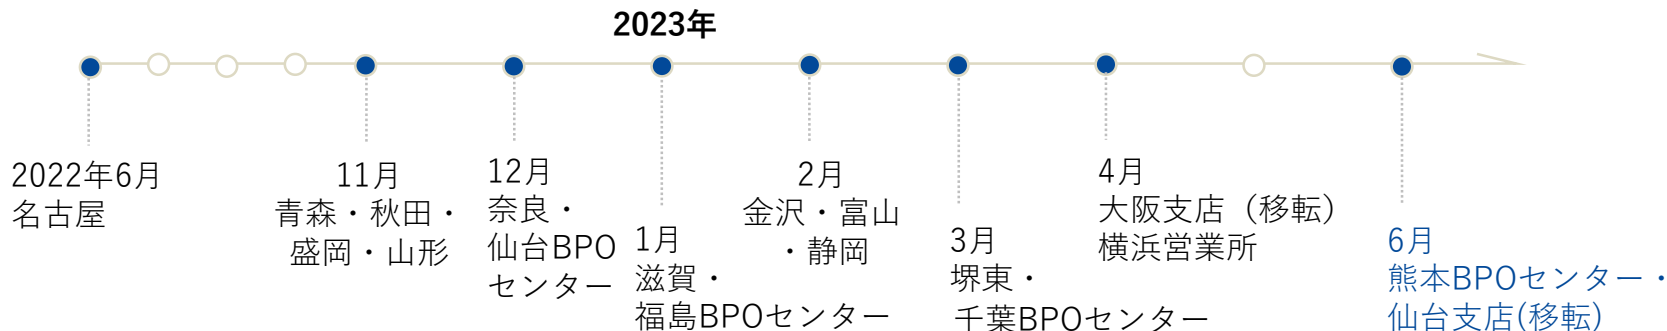 2023年
2022年6月
名古屋
11月
青森・秋田・
盛岡・山形
12月
奈良・
仙台BPO
センター
1月
滋賀・
福島BPOセンター
2月
金沢・富山
・静岡
3月
堺東・
千葉BPOセンター
4月
大阪支店（移転）
横浜営業所
6月
熊本BPOセンター・
仙台支店(移転)